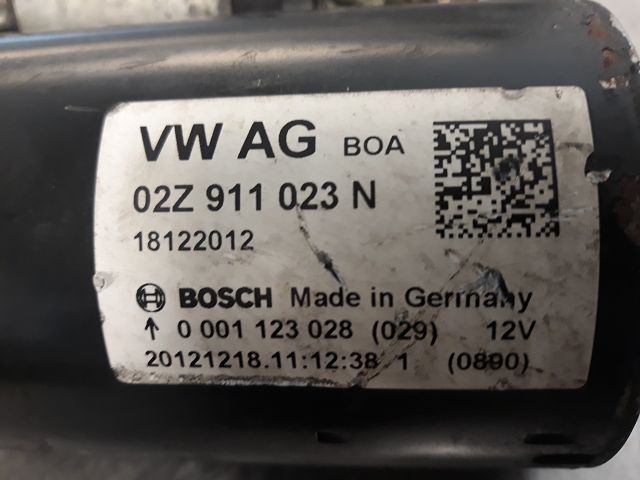 VW AG BOA
02Z 911 023 N
18122012
BOSCH Made in Germany
0 001 123 028 (029) 12V
20121218.11:12:38 1 (0890)